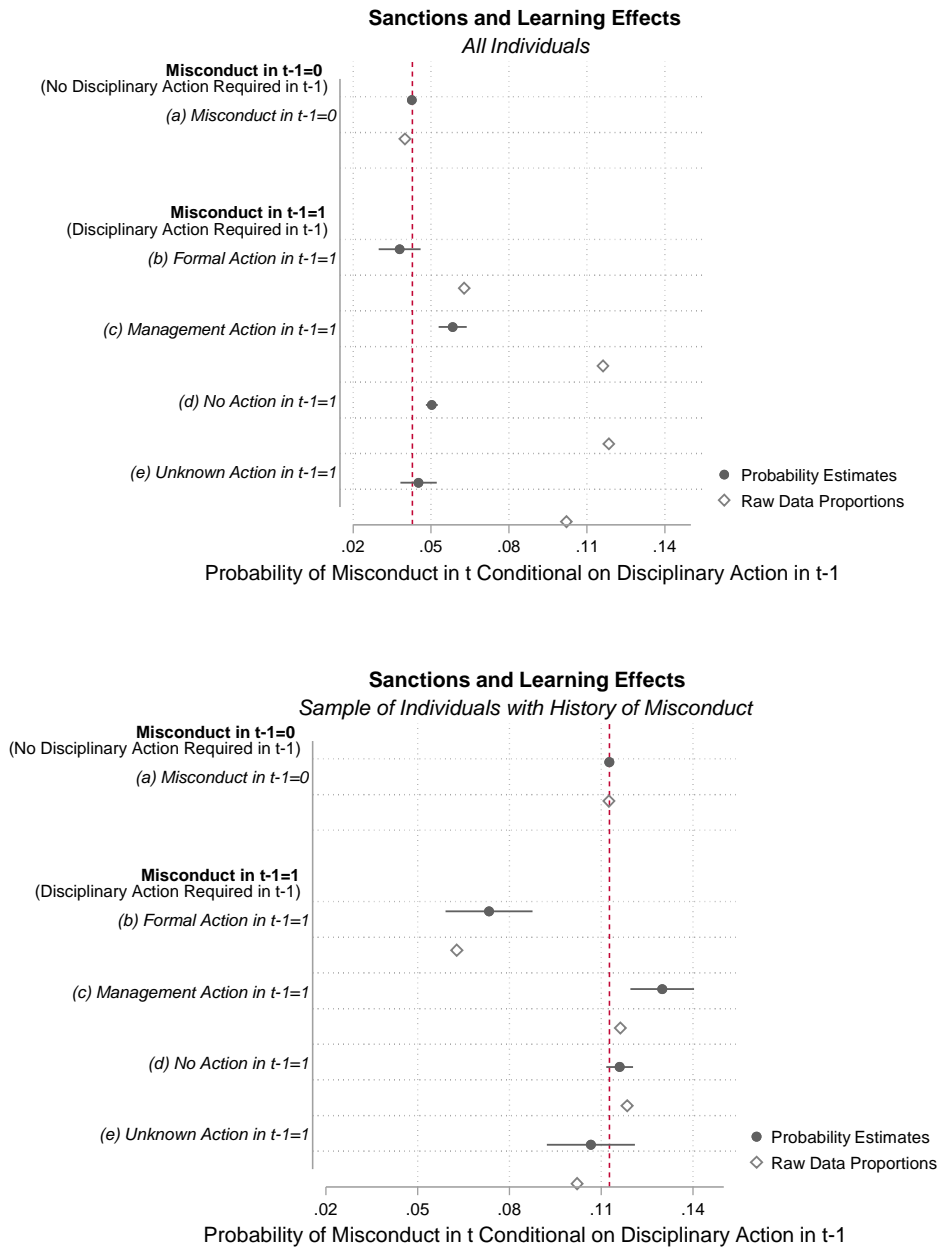 Sanctions and Learning Effects
All Individuals
Misconduct in t-1=0
(No Disciplinary Action Required in t-1)
(a) Misconduct in t-1=0
Misconduct in t-1=1
(Disciplinary Action Required in t-1)
(b) Formal Action in t-1=1
(c) Management Action in t-1=1
(d) No Action in t-1=1
(e) Unknown Action in t-1=1
Probability Estimates
Raw Data Proportions
.02 .05 .08 .11 .14
Probability of Misconduct in t Conditional on Disciplinary Action in t-1
Sanctions and Learning Effects
Sample of Individuals with History of Misconduct
Misconduct in t-1=0
(No Disciplinary Action Required in t-1)
(a) Misconduct in t-1=0
Misconduct in t-1=1
(Disciplinary Action Required in t-1)
(b) Formal Action in t-1=1
(c) Management Action in t-1=1
(d) No Action in t-1=1
(e) Unknown Action in t-1=1
Probability Estimates
Raw Data Proportions
.02 .05 .08 .11 .14
Probability of Misconduct in t Conditional on Disciplinary Action in t-1